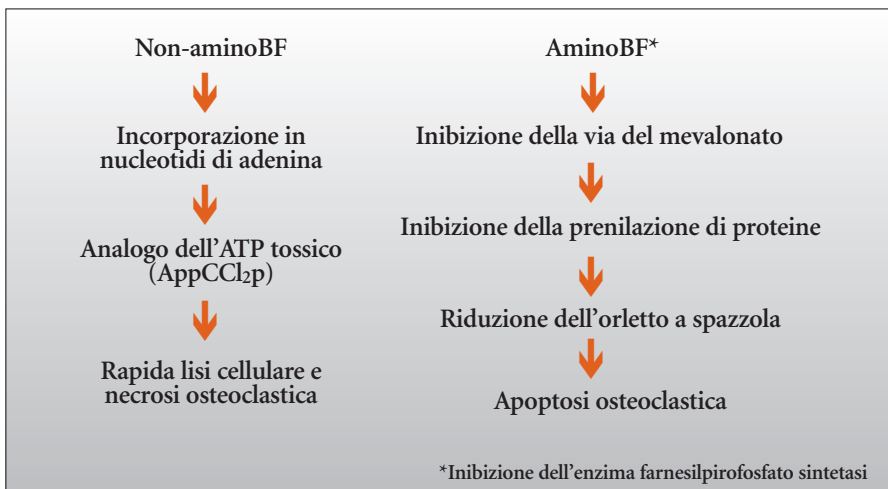 Non-aminoBF
Incorporazione in
nucleotidi di adenina
Analogo dell’ATP tossico
(AppCCl₂p)
Rapida lisi cellulare e
necrosi osteoclastica
AminoBF*
Inibizione della via del mevalonato
Inibizione della prenilazione di proteine
Riduzione dell’orletto a spazzola
Apoptosi osteoclastica
*Inibizione dell’enzima farnesilpirofosfato sintetasi